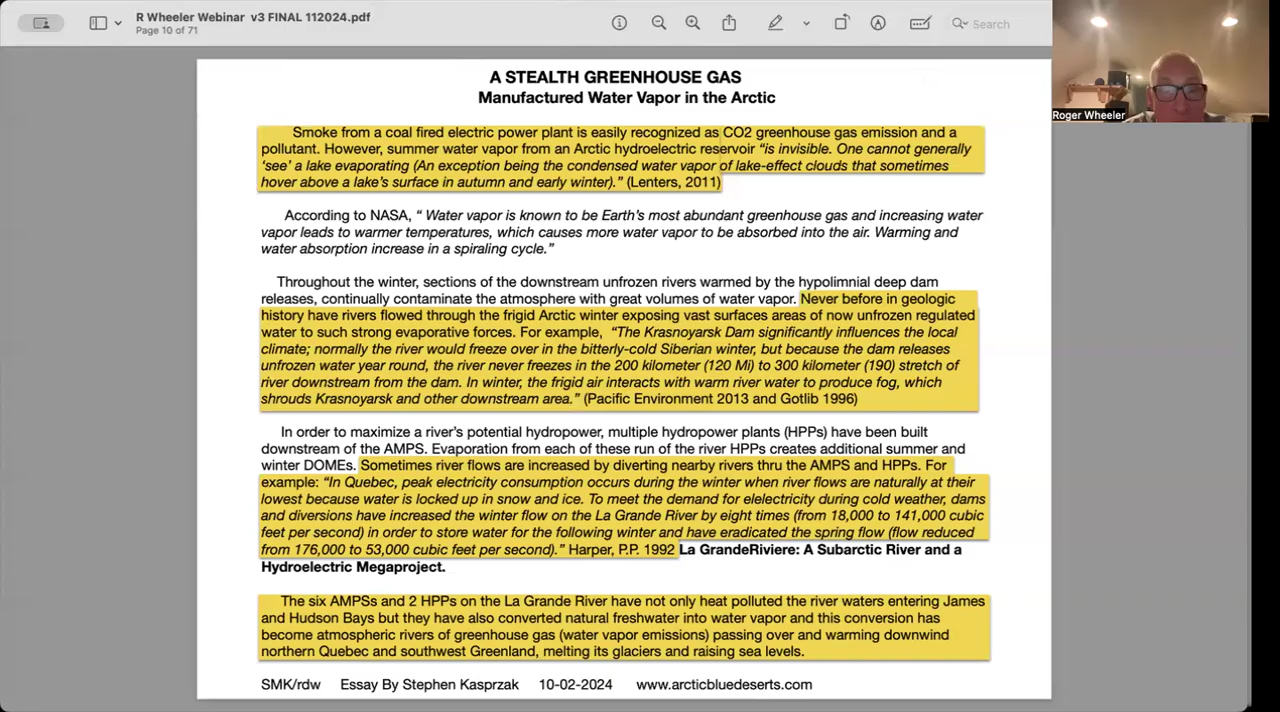 R Wheeler Webinar v3 FINAL 112024.pdf
Page 10 of 71
Search
Roger Wheeler
A STEALTH GREENHOUSE GAS
Manufactured Water Vapor in the Arctic
Smoke from a coal fired electric power plant is easily recognized as CO2 greenhouse gas emission and a
pollutant. However, summer water vapor from an Arctic hydroelectric reservoir “is invisible. One cannot generally
‘see’ a lake evaporating (An exception being the condensed water vapor of lake-effect clouds that sometimes
hover above a lake’s surface in autumn and early winter).” (Lenters, 2011)
According to NASA, “ Water vapor is known to be Earth’s most abundant greenhouse gas and increasing water
vapor leads to warmer temperatures, which causes more water vapor to be absorbed into the air. Warming and
water absorption increase in a spiraling cycle.”
Throughout the winter, sections of the downstream unfrozen rivers warmed by the hypolimnial deep dam
releases, continually contaminate the atmosphere with great volumes of water vapor. Never before in geologic
history have rivers flowed through the frigid Arctic winter exposing vast surfaces areas of now unfrozen regulated
water to such strong evaporative forces. For example, “The Krasnoyarsk Dam significantly influences the local
climate; normally the river would freeze over in the bitterly-cold Siberian winter, but because the dam releases
unfrozen water year round, the river never freezes in the 200 kilometer (120 Mi) to 300 kilometer (190) stretch of
river downstream from the dam. In winter, the frigid air interacts with warm river water to produce fog, which
shrouds Krasnoyarsk and other downstream area.” (Pacific Environment 2013 and Gotlib 1996)
In order to maximize a river’s potential hydropower, multiple hydropower plants (HPPs) have been built
downstream of the AMPS. Evaporation from each of these run of the river HPPs creates additional summer and
winter DOMEs. Sometimes river flows are increased by diverting nearby rivers thru the AMPS and HPPs. For
example: “In Quebec, peak electricity consumption occurs during the winter when river flows are naturally at their
lowest because water is locked up in snow and ice. To meet the demand for elelectricity during cold weather, dams
and diversions have increased the winter flow on the La Grande River by eight times (from 18,000 to 141,000 cubic
feet per second) in order to store water for the following winter and have eradicated the spring flow (flow reduced
from 176,000 to 53,000 cubic feet per second).” Harper, P.P. 1992 La GrandeRiviere: A Subarctic River and a
Hydroelectric Megaproject.
The six AMPSs and 2 HPPs on the La Grande River have not only heat polluted the river waters entering James
and Hudson Bays but they have also converted natural freshwater into water vapor and this conversion has
become atmospheric rivers of greenhouse gas (water vapor emissions) passing over and warming downwind
northern Quebec and southwest Greenland, melting its glaciers and raising sea levels.
SMK/rdw Essay By Stephen Kasprzak 10-02-2024 www.arcticbluedeserts.com